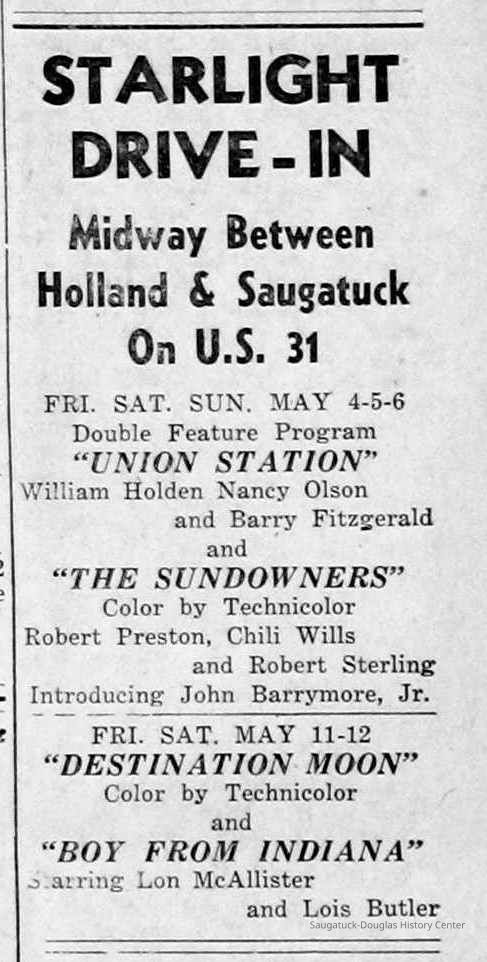 STARLIGHT
DRIVE-IN
Midway Between
Holland & Saugatuck
On U.S. 31
FRI. SAT. SUN. MAY 4-5-6
Double Feature Program
"UNION STATION"
William Holden Nancy Olson
and Barry Fitzgerald
and
"THE SUNDOWNERS"
Color by Technicolor
Robert Preston, Chili Wills
and Robert Sterling
Introducing John Barrymore, Jr.
FRI. SAT. MAY 11-12
"DESTINATION MOON"
Color by Technicolor
and
"BOY FROM INDIANA"
Starring Lon McAllister
and Lois Butler
Saugatuck-Douglas History Center